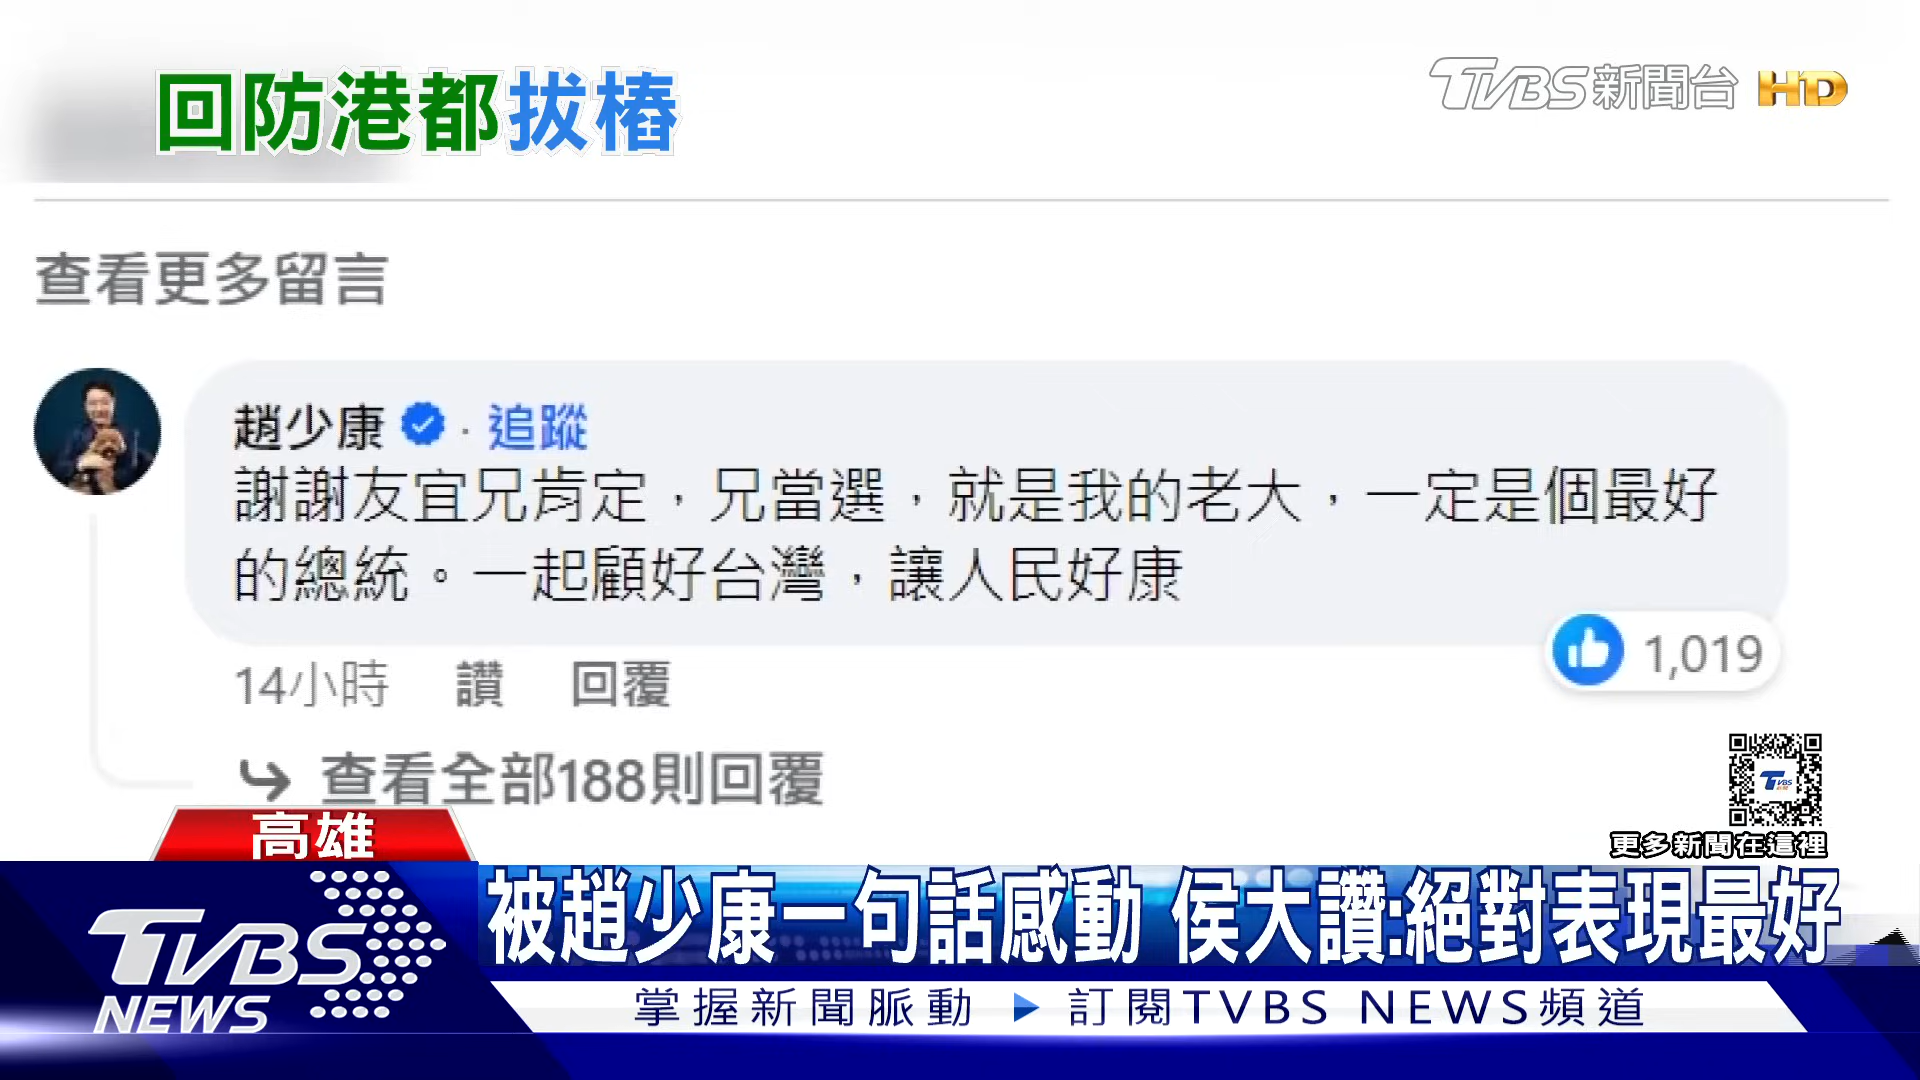 回防港都拔樁
TVBS新聞台 HD
查看更多留言
趙少康 · 追蹤
謝謝友宜兄肯定，兄當選，就是我的老大，一定是個最好
的總統。一起顧好台灣，讓人民好康
1,019
14小時 讚 回覆
查看全部188則回覆
TVBS
更多新聞在這裡
高雄
被趙少康一句話感動 侯大讚:絕對表現最好
TVBS
NEWS
掌握新聞脈動 ▶ 訂閱TVBS NEWS頻道